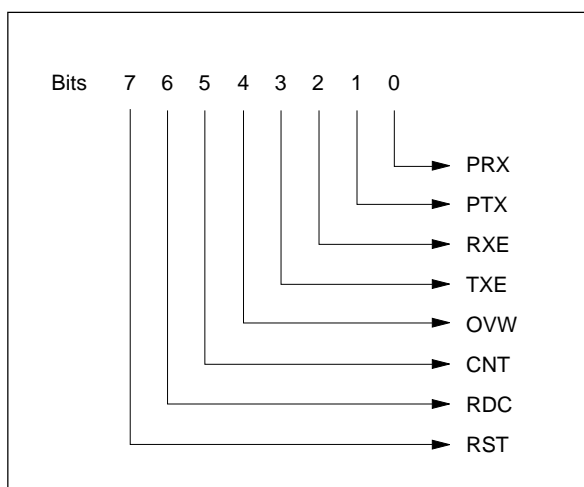 Bits 7 6 5 4 3 2 1 0
PRX
PTX
RXE
TXE
OVW
CNT
RDC
RST